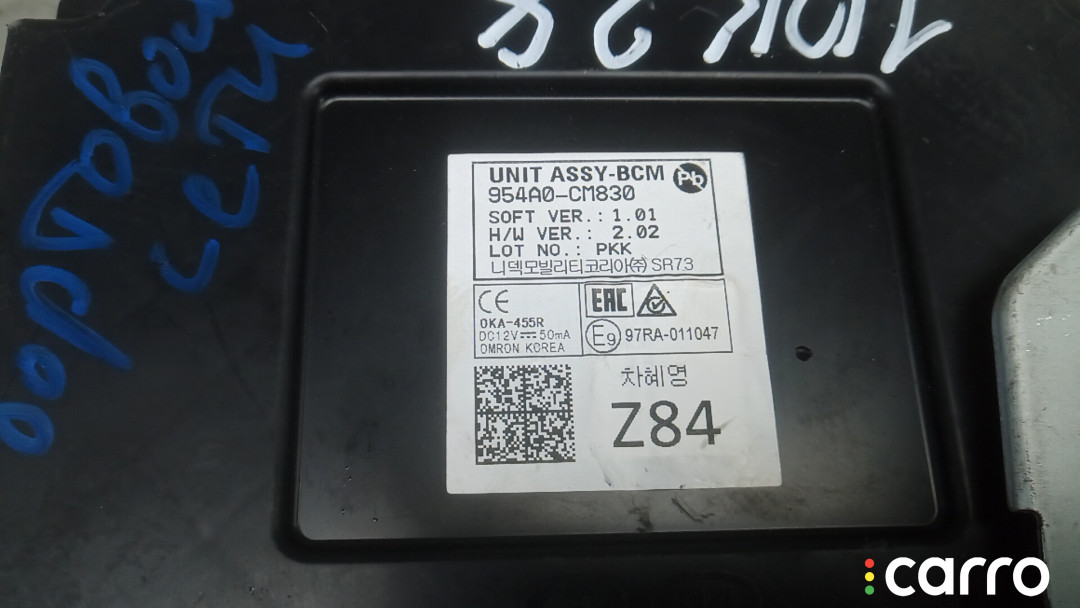 UNIT ASSY-BCM
Pb
954A0-CM830
SOFT VER.: 1.01
H/W VER.: 2.02
LOT NO.: PKK
니덱모빌리티코리아㈜ SR73
CE
EAC
OKA-455R
DC12V⎓50mA
OMRON KOREA
E9 97RA-011047
차혜영
Z84
carro